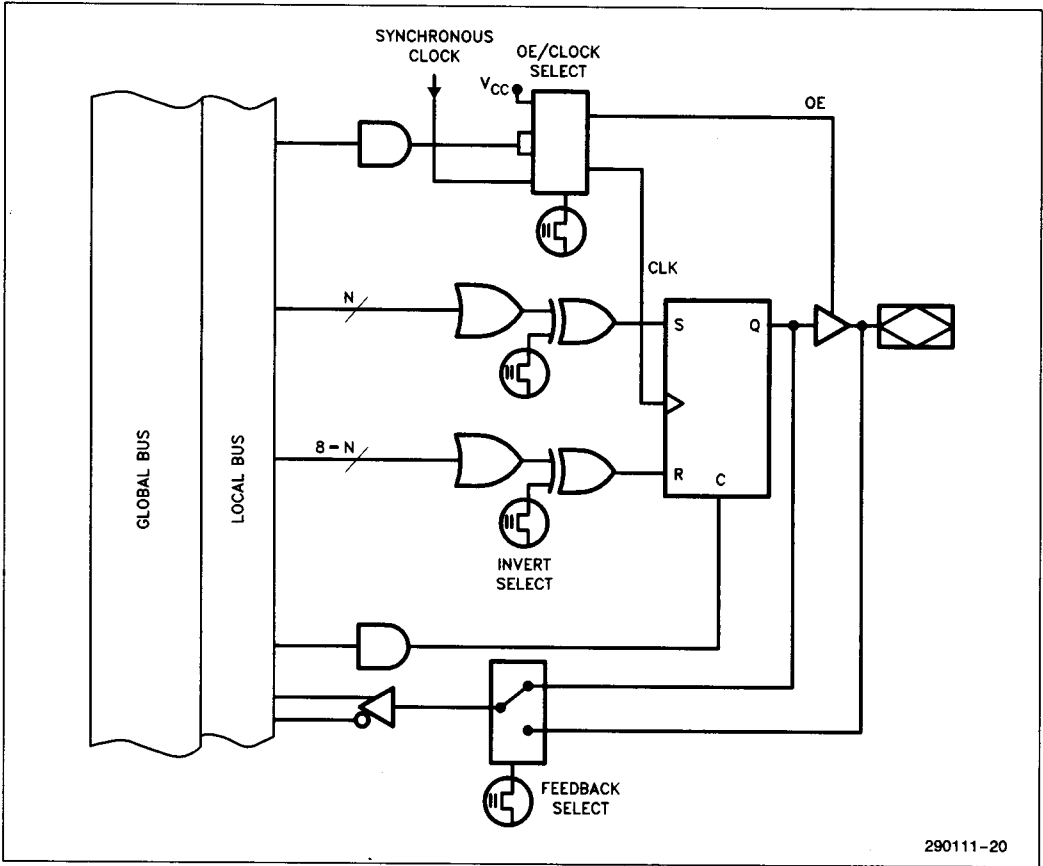 SYNCHRONOUS
CLOCK
OE/CLOCK
SELECT
VCC
OE
CLK
N
S
Q
8-N
R
C
GLOBAL BUS
LOCAL BUS
INVERT
SELECT
FEEDBACK
SELECT
290111-20